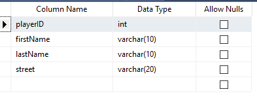 Column Name Data Type Allow Nulls
playerID int
firstName varchar(10)
lastName varchar(10)
street varchar(20)